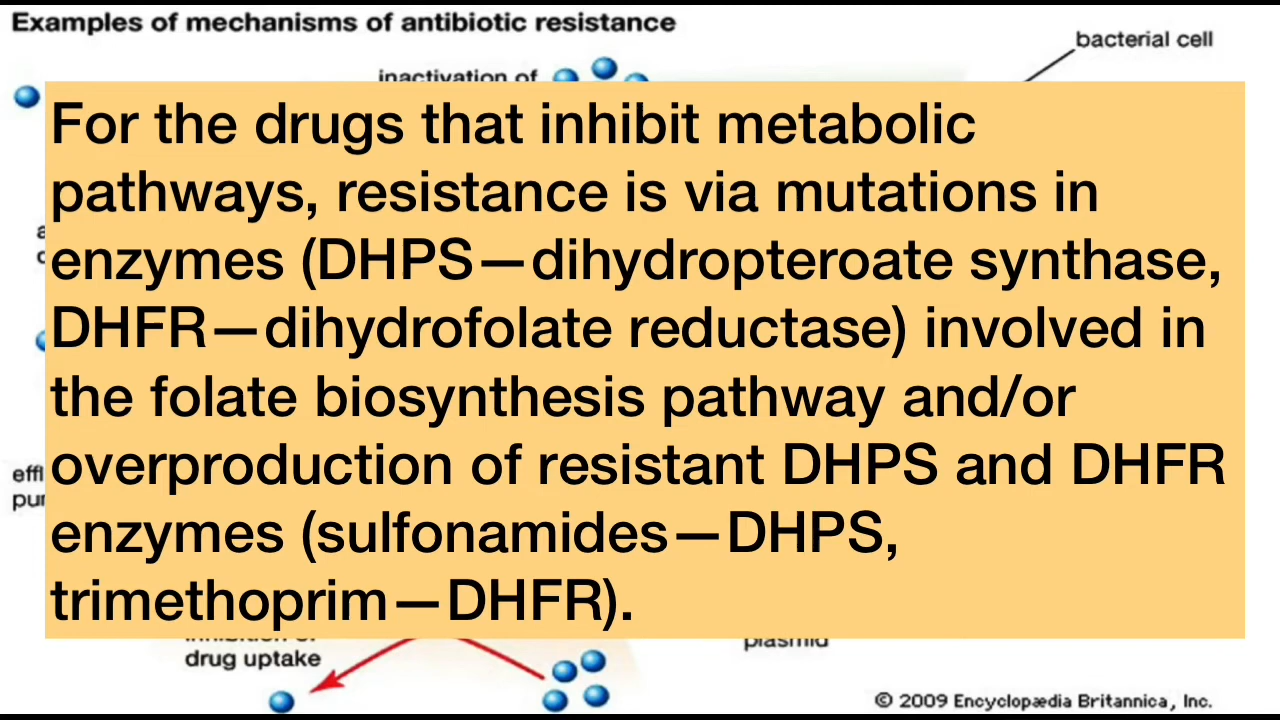 Examples of mechanisms of antibiotic resistance
bacterial cell
inactivation of
For the drugs that inhibit metabolic
pathways, resistance is via mutations in
enzymes (DHPS—dihydropteroate synthase,
DHFR—dihydrofolate reductase) involved in
the folate biosynthesis pathway and/or
overproduction of resistant DHPS and DHFR
enzymes (sulfonamides—DHPS,
trimethoprim—DHFR).
inhibition of
drug uptake
plasmid
© 2009 Encyclopædia Britannica, Inc.